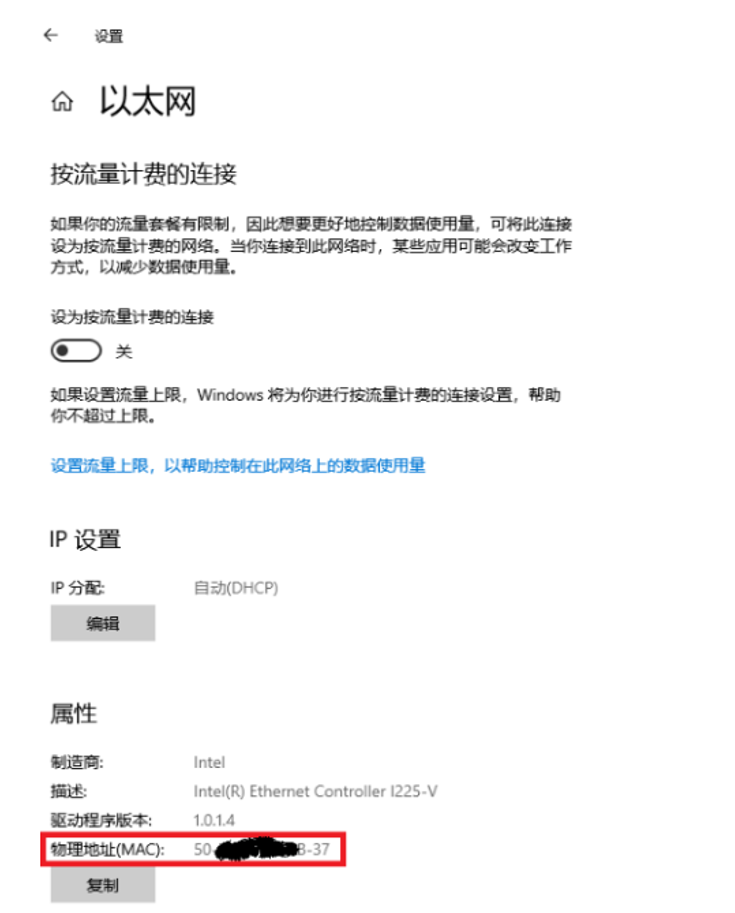 设置
以太网
按流量计费的连接
如果你的流量套餐有限制，因此想要更好地控制数据使用量，可将此连接
设为按流量计费的网络。当你连接到此网络时，某些应用可能会改变工作
方式，以减少数据使用量。
设为按流量计费的连接
关
如果设置流量上限，Windows 将为你进行按流量计费的连接设置，帮助
你不超过上限。
设置流量上限，以帮助控制在此网络上的数据使用量
IP 设置
IP 分配: 自动(DHCP)
编辑
属性
制造商: Intel
描述: Intel(R) Ethernet Controller I225-V
驱动程序版本: 1.0.1.4
物理地址(MAC): 50- -37
复制